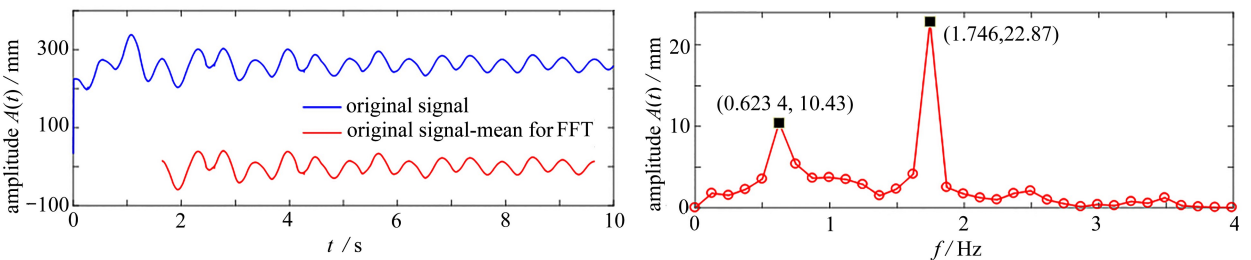 amplitude A(t) / mm
300
100
−100
original signal
original signal-mean for FFT
0 2 4 6 8 10
t / s
amplitude A(t) / mm
20
10
0
(1.746,22.87)
(0.623 4, 10.43)
0 1 2 3 4
f / Hz